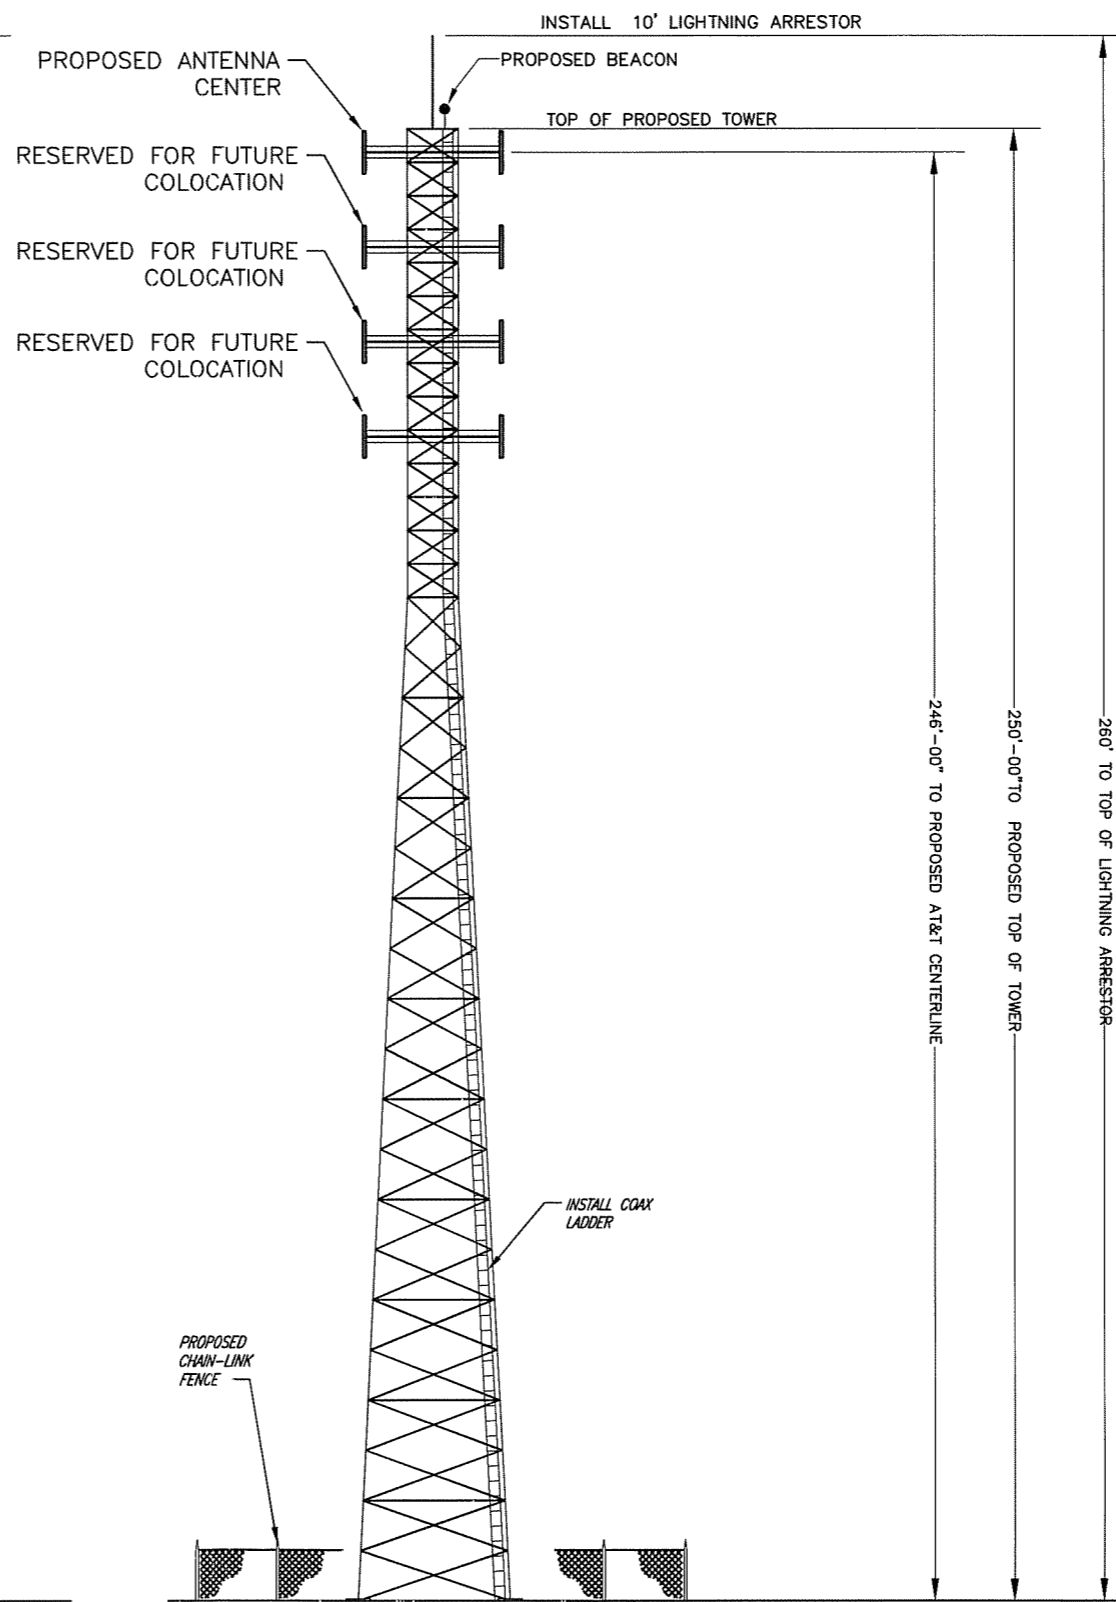 INSTALL 10' LIGHTNING ARRESTOR
PROPOSED ANTENNA
CENTER
PROPOSED BEACON
TOP OF PROPOSED TOWER
RESERVED FOR FUTURE
COLOCATION
RESERVED FOR FUTURE
COLOCATION
RESERVED FOR FUTURE
COLOCATION
246'-00" TO PROPOSED AT&T CENTERLINE
250'-00"TO PROPOSED TOP OF TOWER
260' TO TOP OF LIGHTNING ARRESTOR
INSTALL COAX
LADDER
PROPOSED
CHAIN-LINK
FENCE